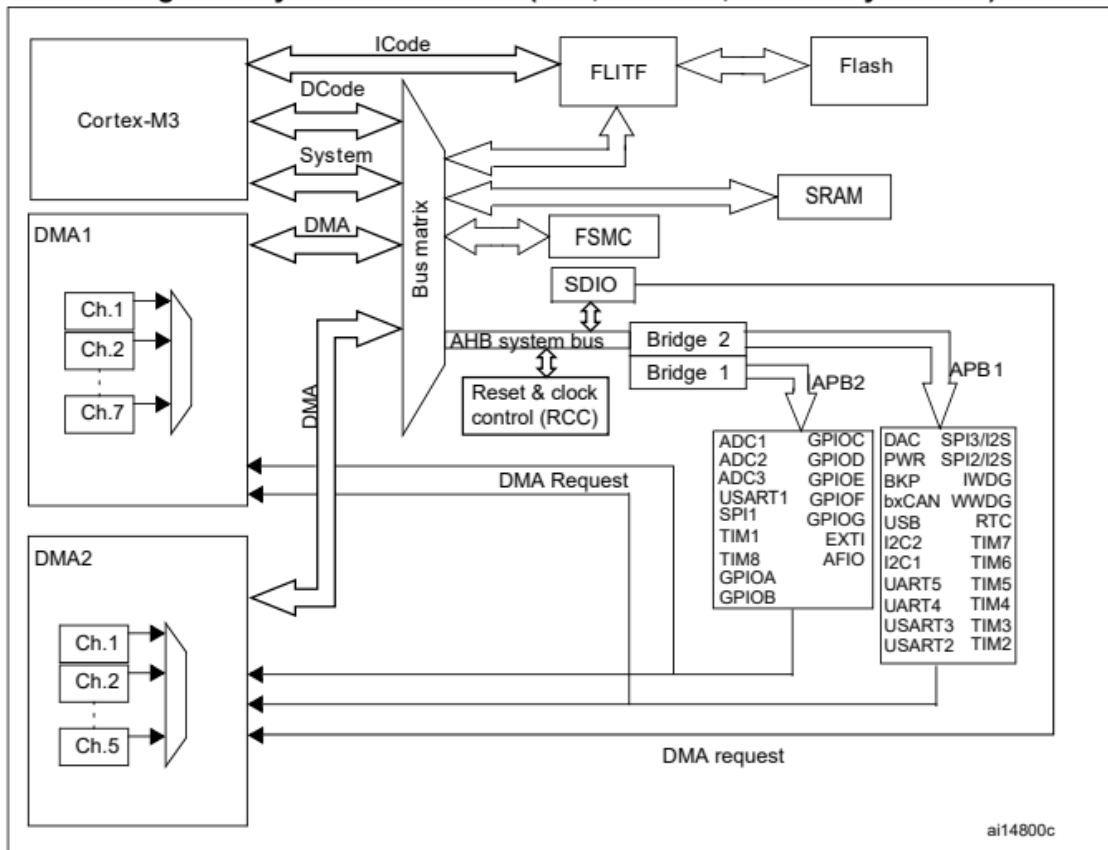 ICode
FLITF
Flash
Cortex-M3
DCode
System
SRAM
DMA
FSMC
Bus matrix
DMA1
Ch.1
Ch.2
Ch.7
SDIO
AHB system bus
Bridge 2
Bridge 1
Reset & clock
control (RCC)
APB2
APB1
DMA
ADC1 GPIOC
ADC2 GPIOD
ADC3 GPIOE
USART1 GPIOF
SPI1 GPIOG
TIM1 EXTI
TIM8 AFIO
GPIOA
GPIOB
DAC SPI3/I2S
PWR SPI2/I2S
BKP IWDG
bxCAN WWDG
USB RTC
I2C2 TIM7
I2C1 TIM6
UART5 TIM5
UART4 TIM4
USART3 TIM3
USART2 TIM2
DMA Request
DMA2
Ch.1
Ch.2
Ch.5
DMA request
ai14800c